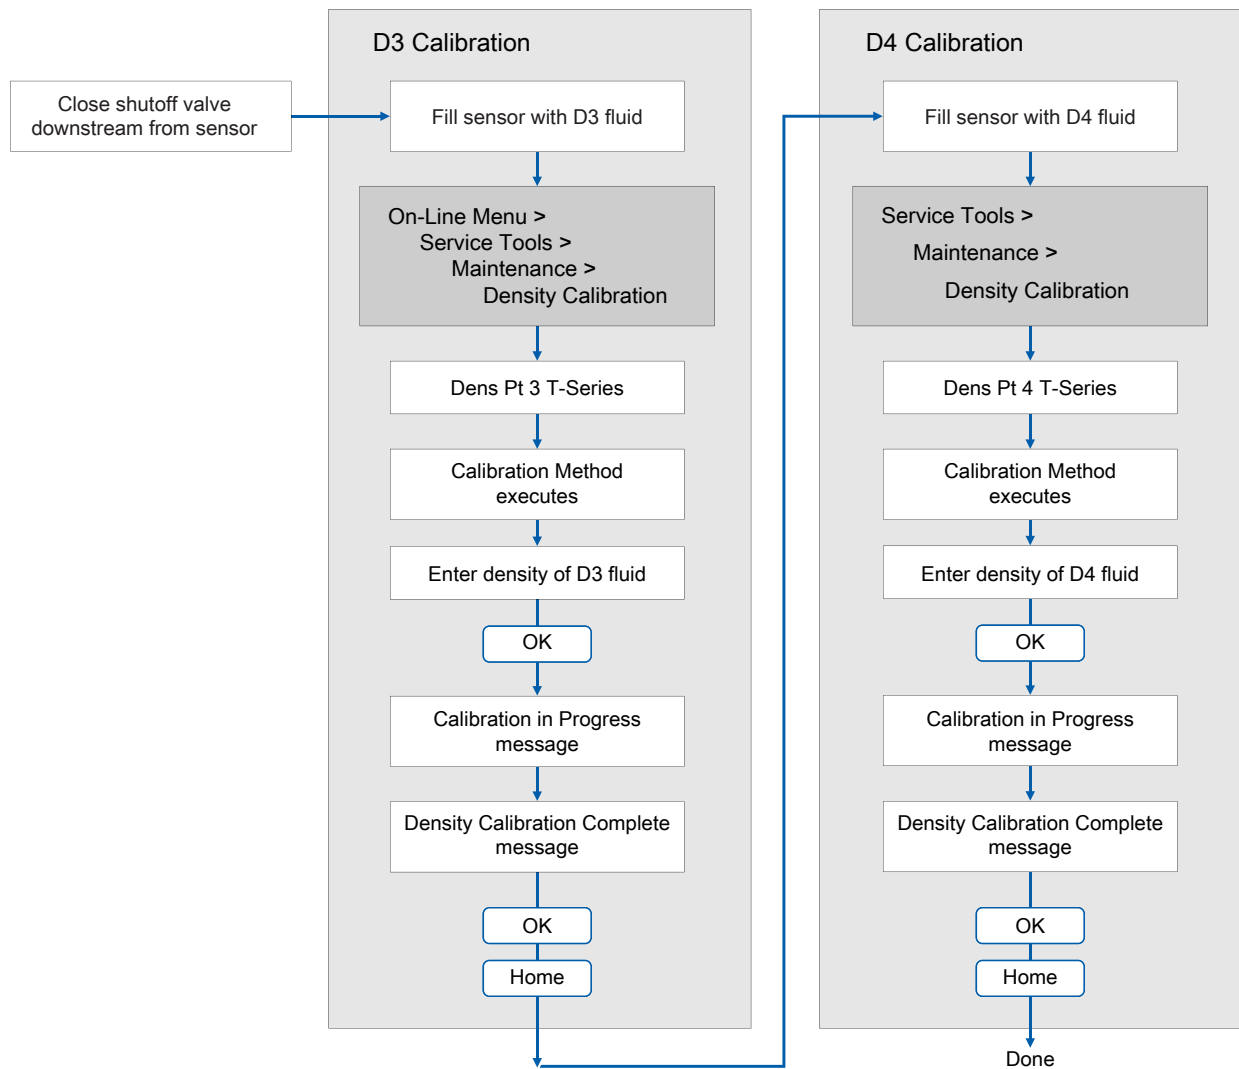 Close shutoff valve
downstream from sensor
D3 Calibration
Fill sensor with D3 fluid
On-Line Menu >
Service Tools >
Maintenance >
Density Calibration
Dens Pt 3 T-Series
Calibration Method
executes
Enter density of D3 fluid
OK
Calibration in Progress
message
Density Calibration Complete
message
OK
Home
D4 Calibration
Fill sensor with D4 fluid
Service Tools >
Maintenance >
Density Calibration
Dens Pt 4 T-Series
Calibration Method
executes
Enter density of D4 fluid
OK
Calibration in Progress
message
Density Calibration Complete
message
OK
Home
Done